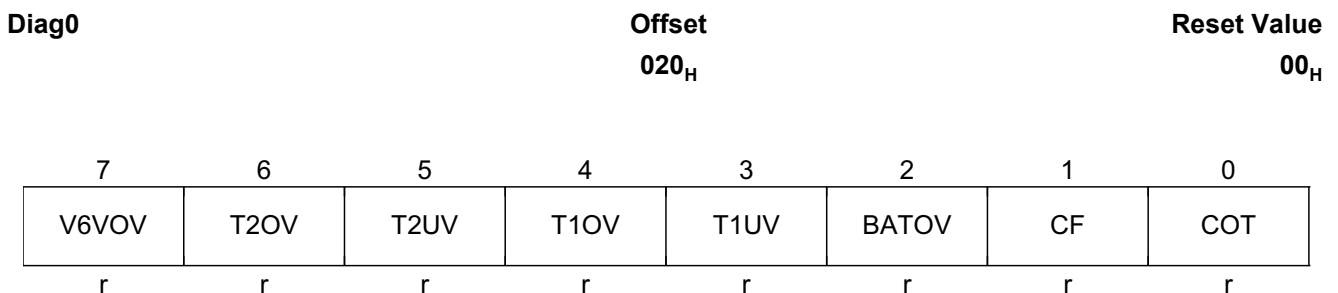 Diag0 Offset Reset Value
020H 00H
7 6 5 4 3 2 1 0
V6VOV T2OV T2UV T1OV T1UV BATOV CF COT
r r r r r r r r